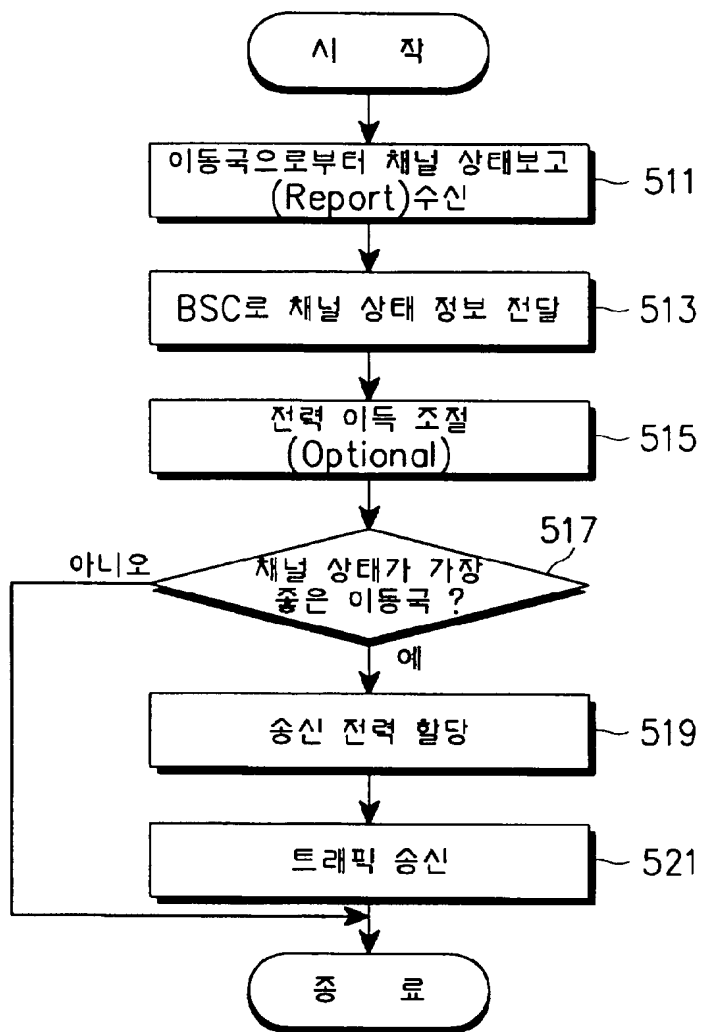 시 작
이동국으로부터 채널 상태보고
(Report)수신
511
BSC로 채널 상태 정보 전달
513
전력 이득 조절
(Optional)
515
517
아니오
채널 상태가 가장
좋은 이동국 ?
예
송신 전력 할당
519
트래픽 송신
521
종 료